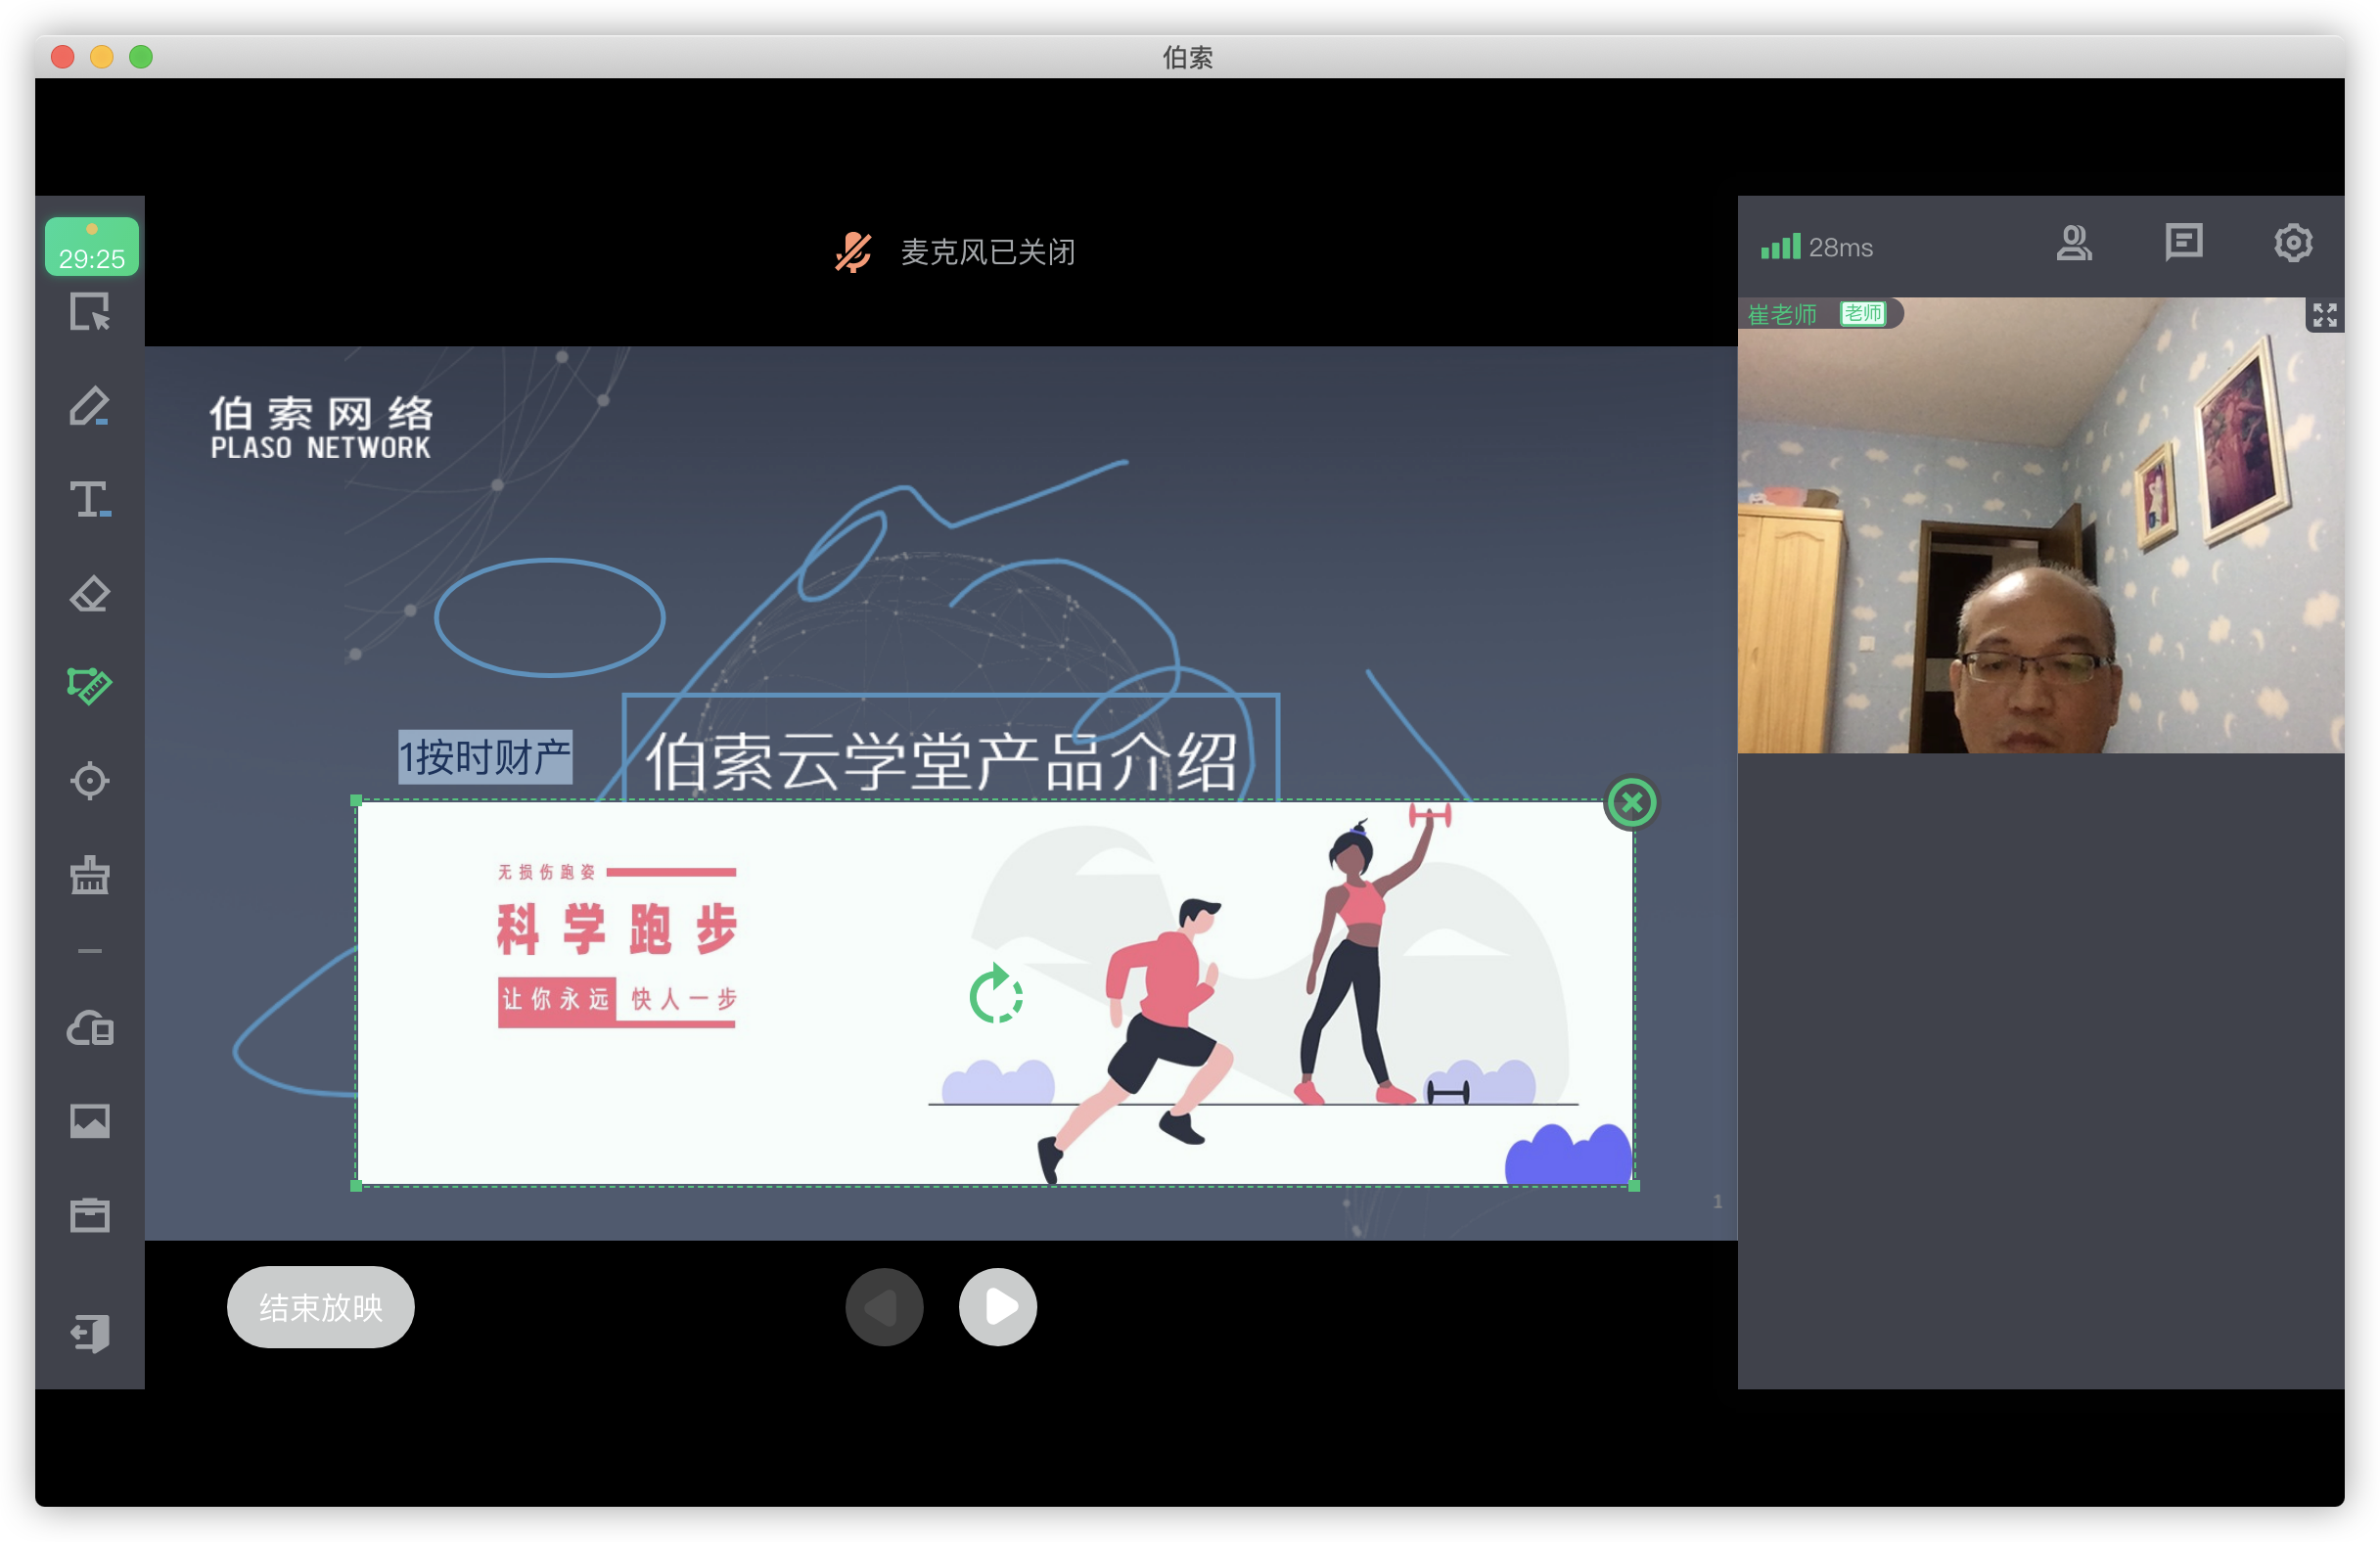 伯索
29:25
麦克风已关闭
28ms
崔老师 老师
伯索网络
PLASO NETWORK
1按时财产
伯索云学堂产品介绍
无损伤跑姿
科学跑步
让你永远 快人一步
1
结束放映